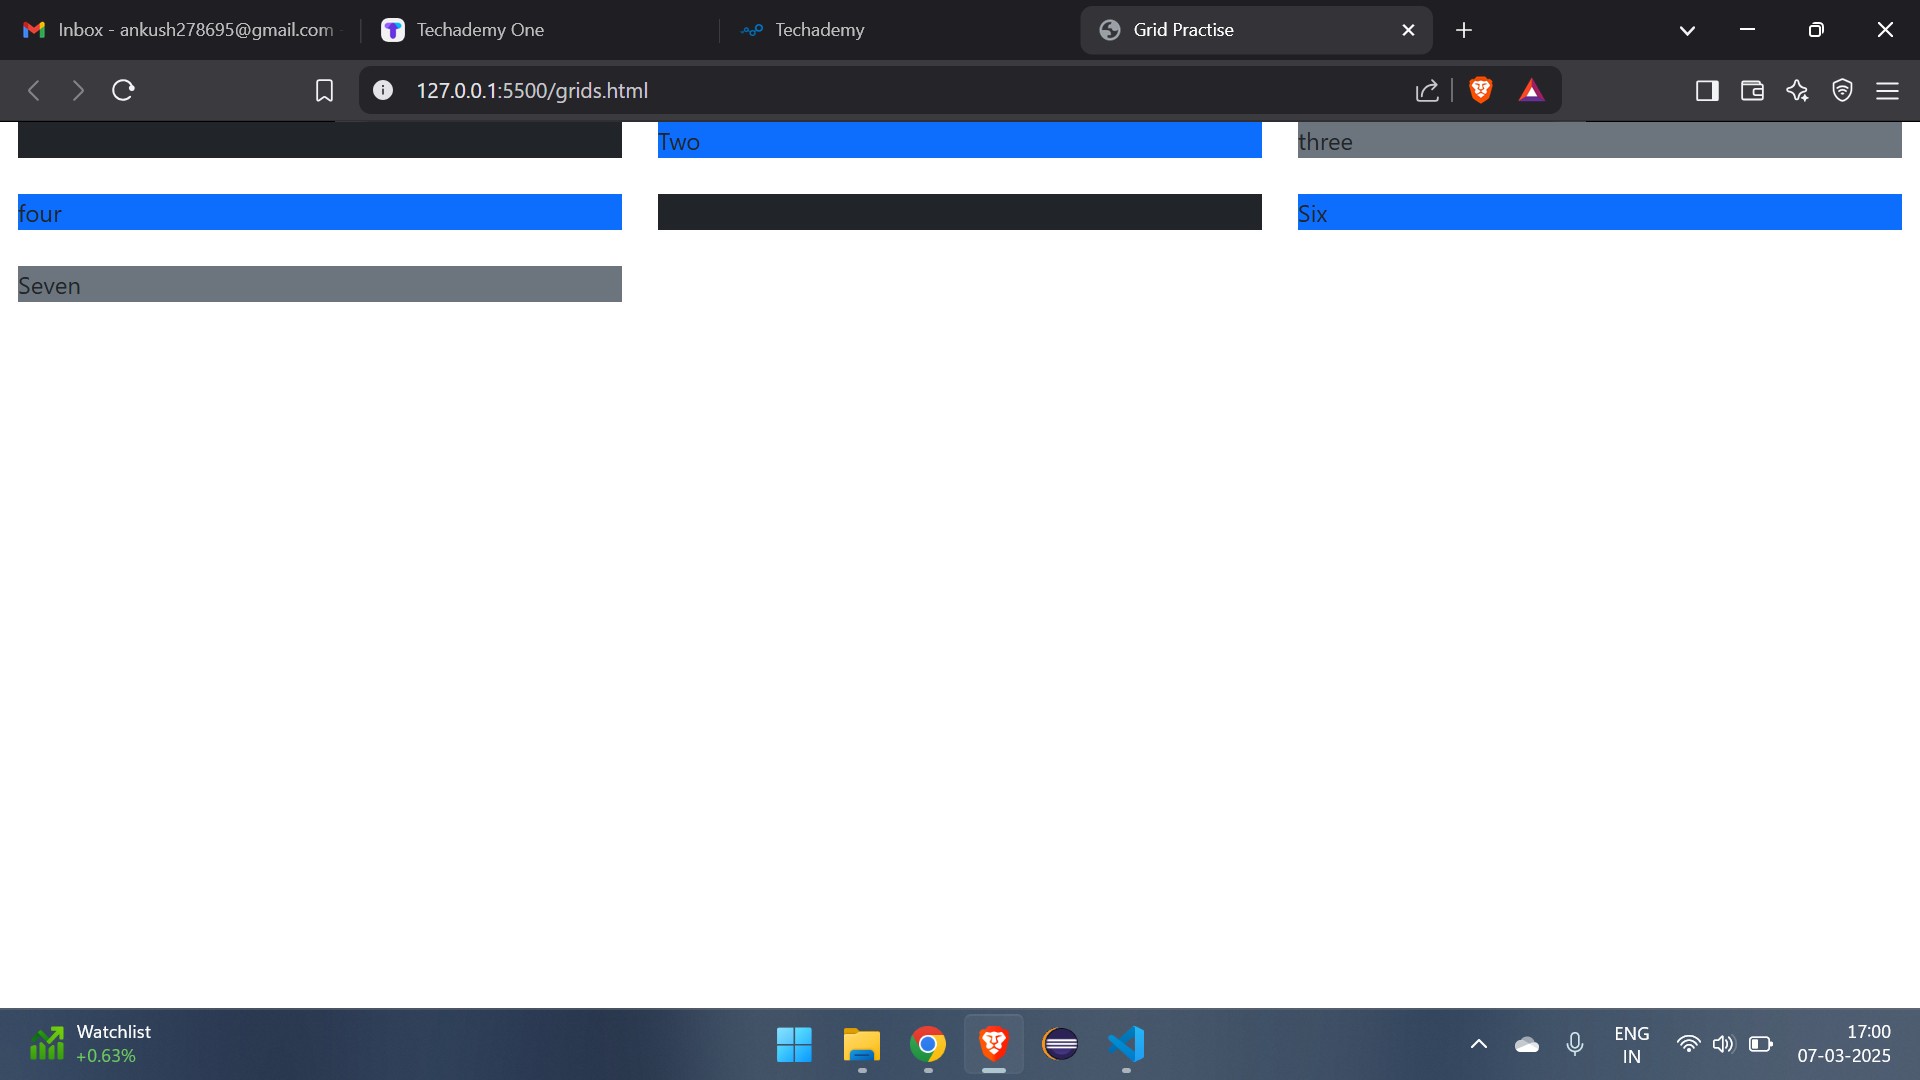 Inbox - ankush278695@gmail.com
Techademy One
Techademy
Grid Practise
127.0.0.1:5500/grids.html
Two
three
four
Six
Seven
Watchlist
+0.63%
ENG
IN
17:00
07-03-2025